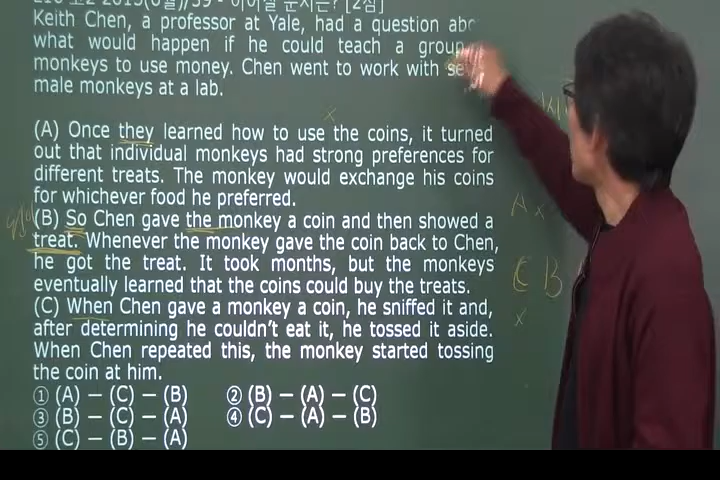 Keith Chen, a professor at Yale, had a question
what would happen if he could teach a group
monkeys to use money. Chen went to work with
male monkeys at a lab.
x
(A) Once they learned how to use the coins, it turned
out that individual monkeys had strong preferences for
different treats. The monkey would exchange his coins
for whichever food he preferred.
(B) So Chen gave the monkey a coin and then showed a
treat. Whenever the monkey gave the coin back to Chen,
he got the treat. It took months, but the monkeys
eventually learned that the coins could buy the treats.
(C) When Chen gave a monkey a coin, he sniffed it and,
after determining he couldn't eat it, he tossed it aside.
When Chen repeated this, the monkey started tossing
the coin at him.
① (A) – (C) – (B) ② (B) – (A) – (C)
③ (B) – (C) – (A) ④ (C) – (A) – (B)
⑤ (C) – (B) – (A)
A x
C B
x